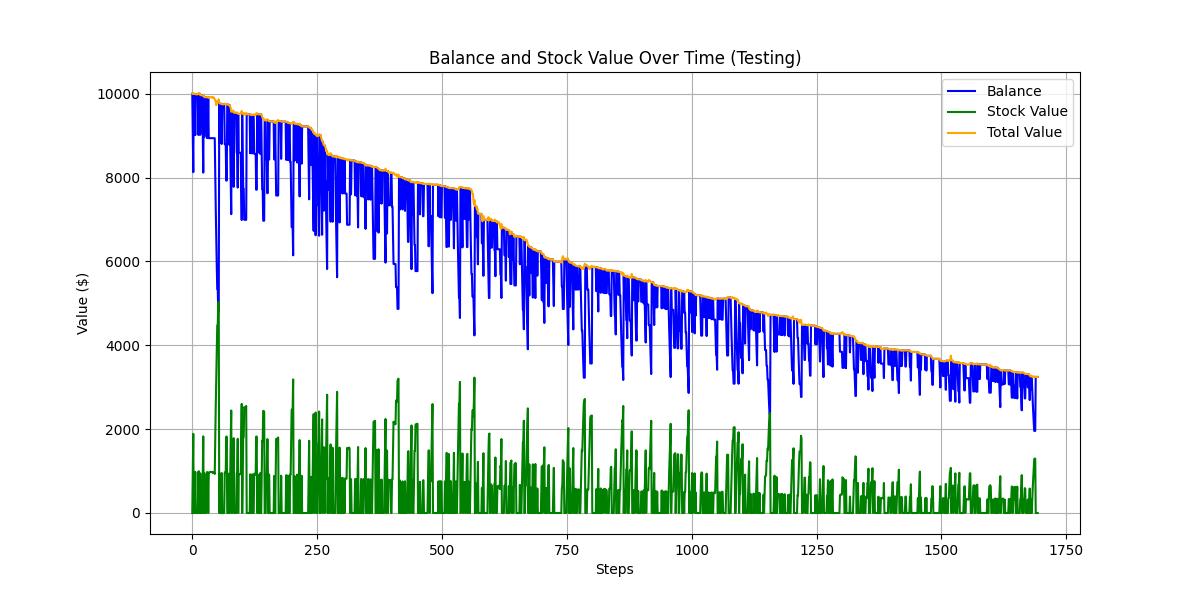 Balance and Stock Value Over Time (Testing)
Balance
Stock Value
Total Value
Value ($)
10000
8000
6000
4000
2000
0
0 250 500 750 1000 1250 1500 1750
Steps